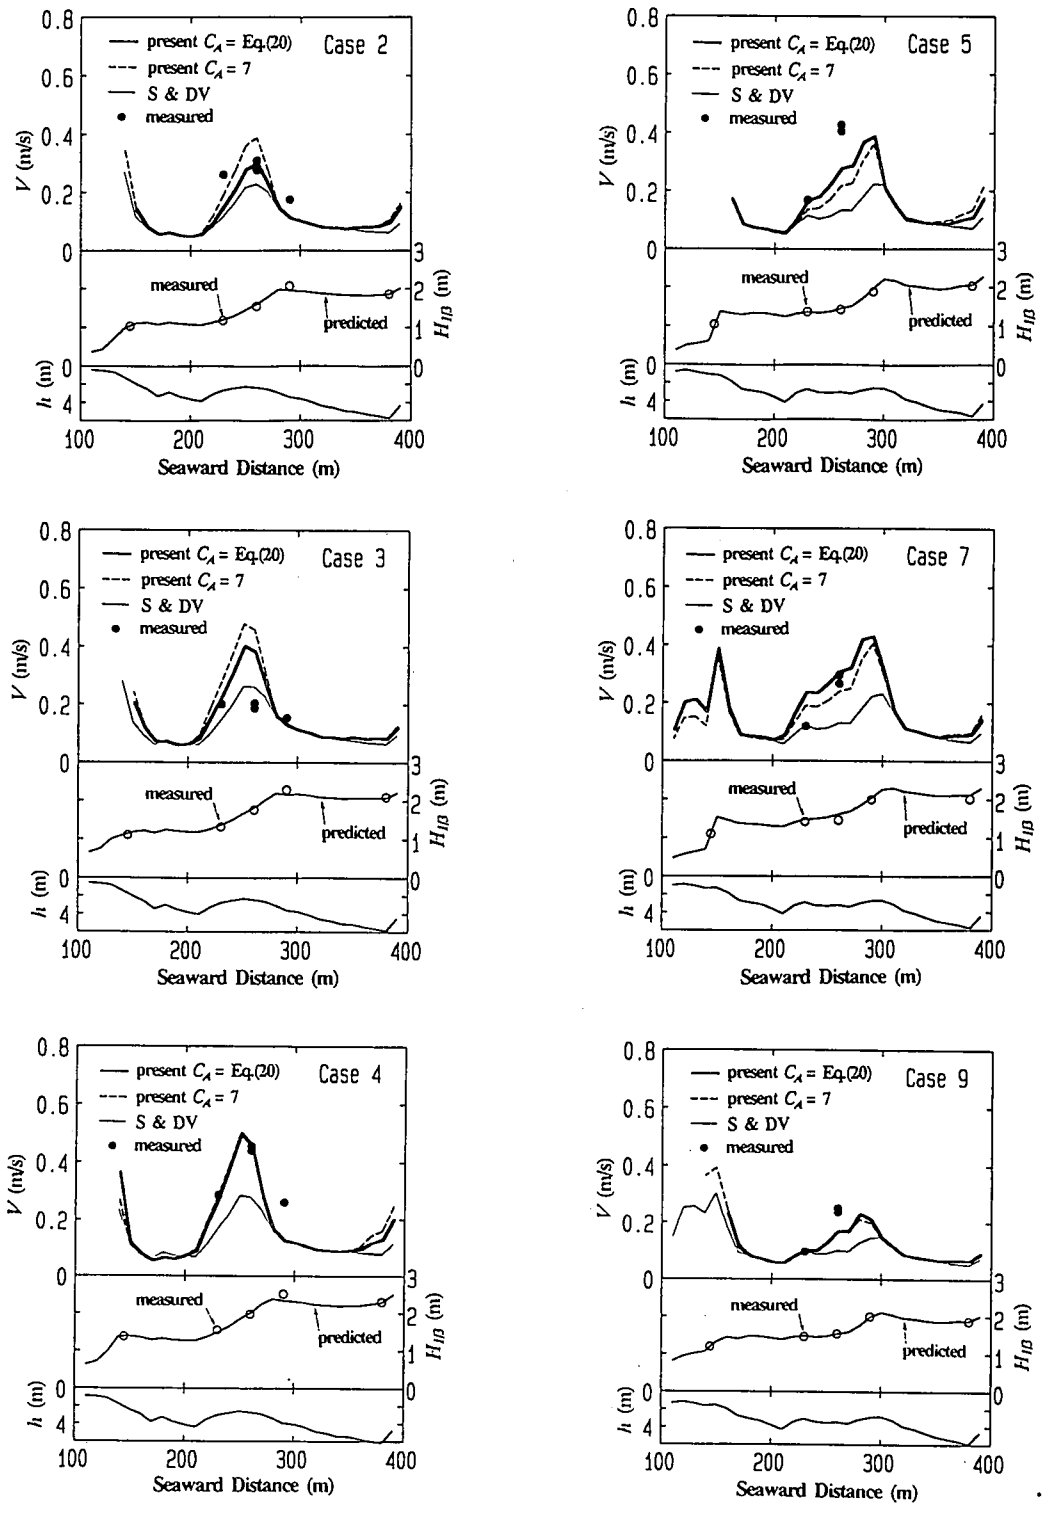 0.8
present C_A = Eq.(20)
Case 2
present C_A = 7
0.6
S & DV
measured
0.4
V (m/s)
0.2
0
3
measured
2
H_1/3 (m)
predicted
1
0
h (m)
4
100 200 300 400
Seaward Distance (m)
0.8
present C_A = Eq.(20)
Case 5
present C_A = 7
0.6
S & DV
measured
0.4
V (m/s)
0.2
0
3
measured
2
H_1/3 (m)
predicted
1
0
h (m)
4
100 200 300 400
Seaward Distance (m)
0.8
present C_A = Eq.(20)
Case 3
present C_A = 7
0.6
S & DV
measured
0.4
V (m/s)
0.2
0
3
measured
2
H_1/3 (m)
predicted
1
0
h (m)
4
100 200 300 400
Seaward Distance (m)
0.8
present C_A = Eq.(20)
Case 7
present C_A = 7
0.6
S & DV
measured
0.4
V (m/s)
0.2
0
3
measured
2
H_1/3 (m)
predicted
1
0
h (m)
4
100 200 300 400
Seaward Distance (m)
0.8
present C_A = Eq.(20)
Case 4
present C_A = 7
0.6
S & DV
measured
0.4
V (m/s)
0.2
0
3
measured
2
H_1/3 (m)
predicted
1
0
h (m)
4
100 200 300 400
Seaward Distance (m)
0.8
present C_A = Eq.(20)
Case 9
present C_A = 7
0.6
S & DV
measured
0.4
V (m/s)
0.2
0
3
measured
2
H_1/3 (m)
predicted
1
0
h (m)
4
100 200 300 400
Seaward Distance (m)